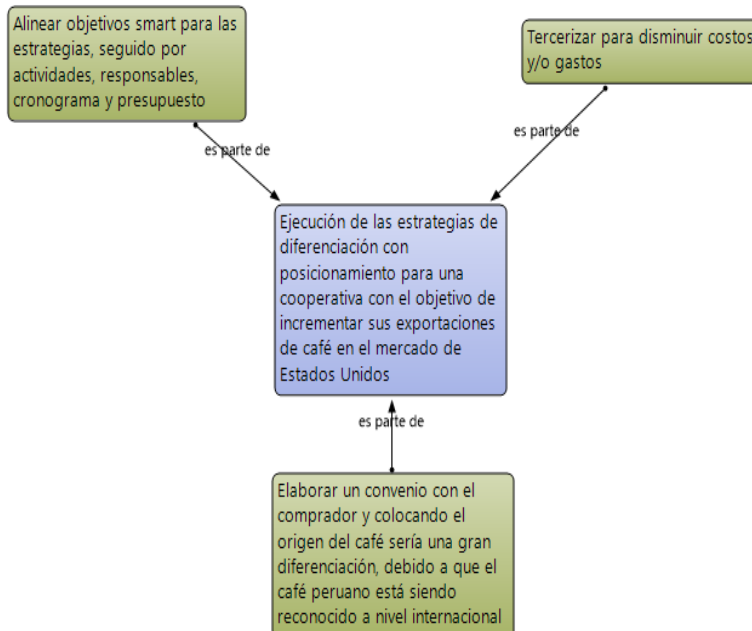 Alinear objetivos smart para las
estrategias, seguido por
actividades, responsables,
cronograma y presupuesto
Tercerizar para disminuir costos
y/o gastos
es parte de
es parte de
Ejecución de las estrategias de
diferenciación con
posicionamiento para una
cooperativa con el objetivo de
incrementar sus exportaciones
de café en el mercado de
Estados Unidos
es parte de
Elaborar un convenio con el
comprador y colocando el
origen del café sería una gran
diferenciación, debido a que el
café peruano está siendo
reconocido a nivel internacional